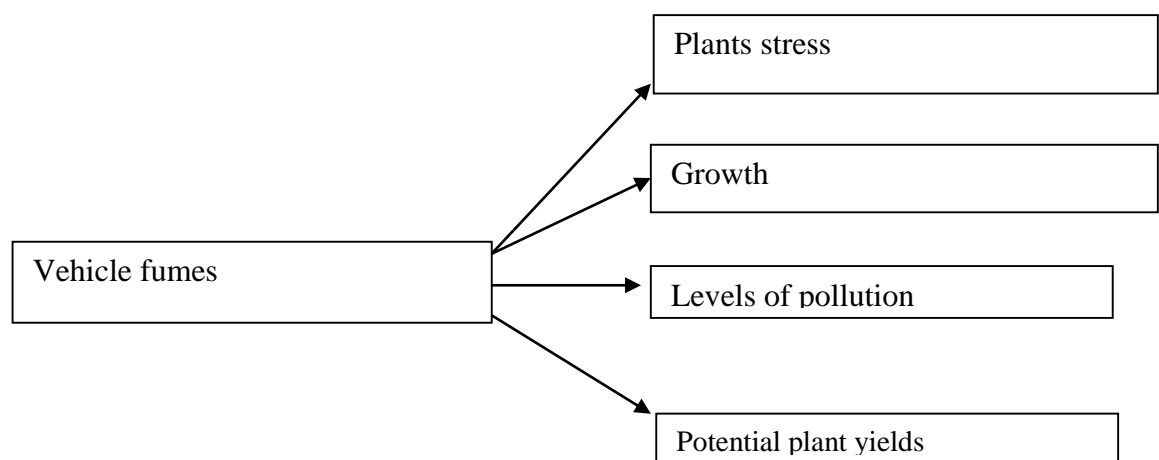 Plants stress
Growth
Vehicle fumes
Levels of pollution
Potential plant yields